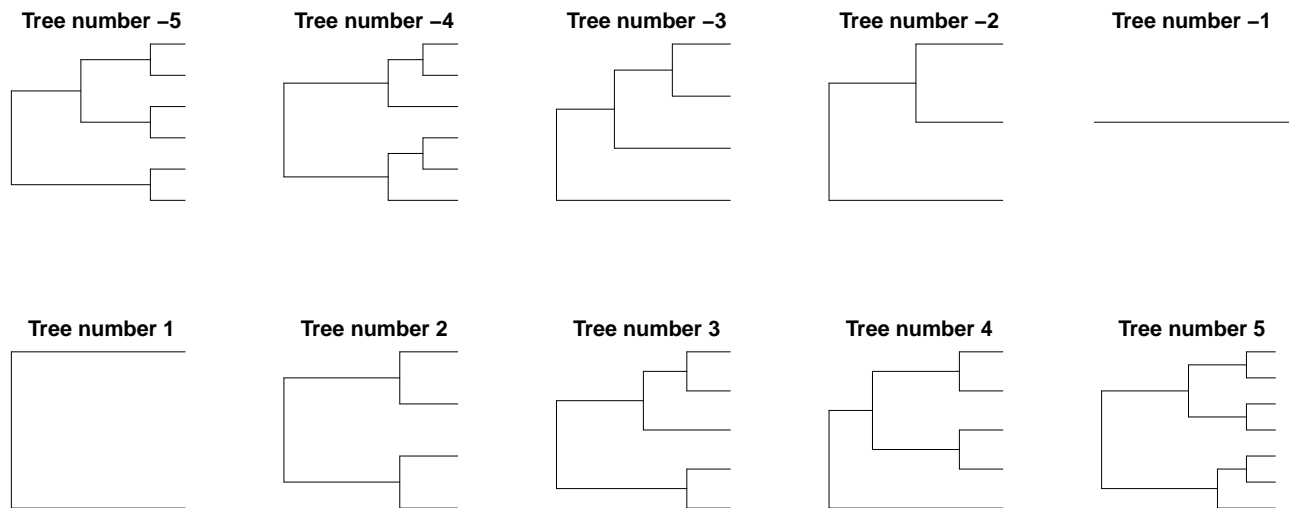 Tree number −5
Tree number −4
Tree number −3
Tree number −2
Tree number −1
Tree number 1
Tree number 2
Tree number 3
Tree number 4
Tree number 5